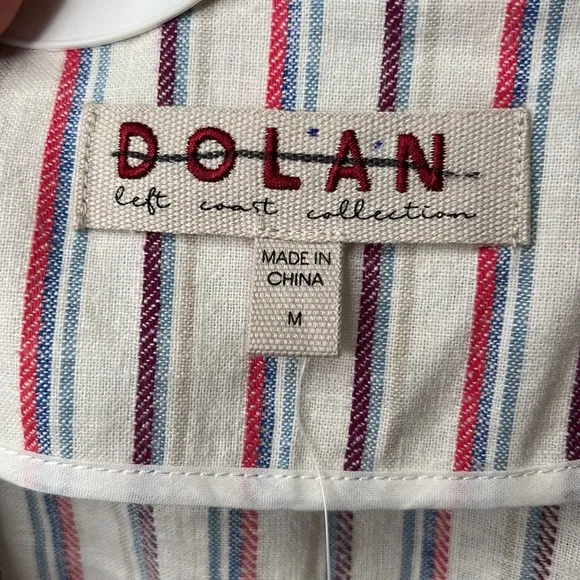 DOLAN
left coast collection
MADE IN
CHINA
M